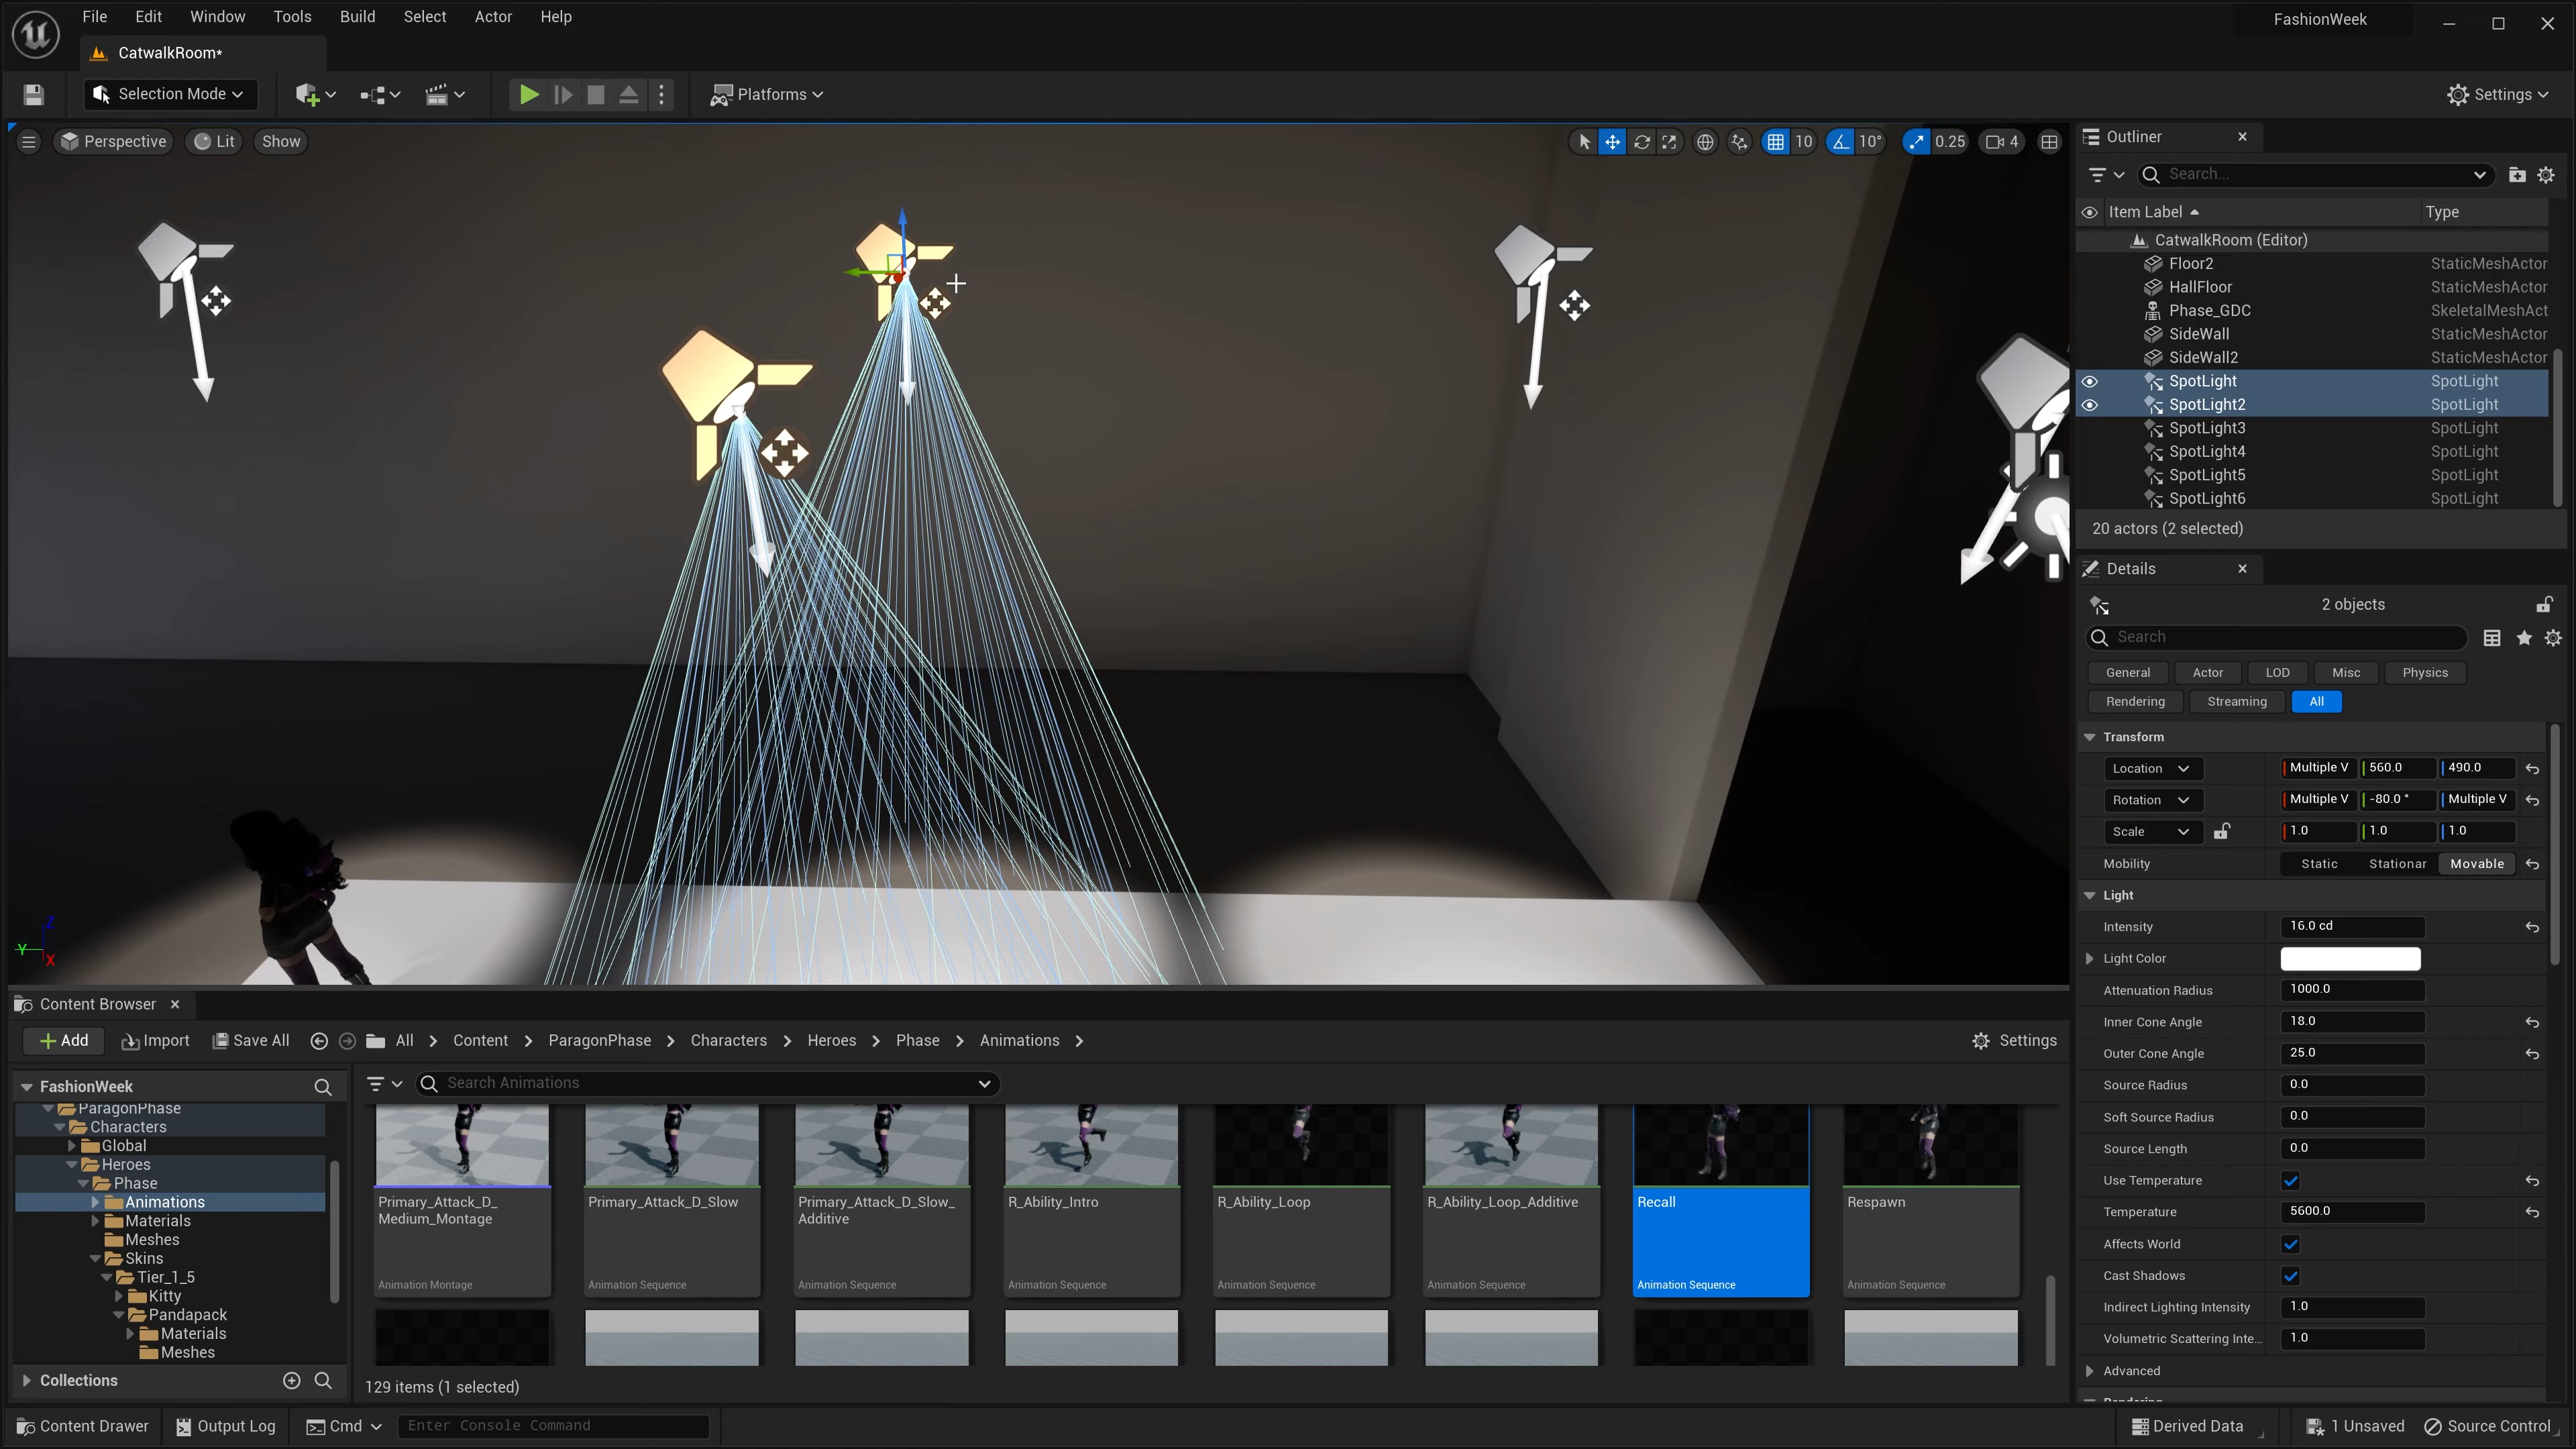 File Edit Window Tools Build Select Actor Help
FashionWeek
CatwalkRoom*
Selection Mode
Platforms
Settings
Perspective Lit Show
10 10° 0.25 4
Outliner
Search...
Item Label Type
CatwalkRoom (Editor)
Floor2 StaticMeshActor
HallFloor StaticMeshActor
Phase_GDC SkeletalMeshAct
SideWall StaticMeshActor
SideWall2 StaticMeshActor
SpotLight SpotLight
SpotLight2 SpotLight
SpotLight3 SpotLight
SpotLight4 SpotLight
SpotLight5 SpotLight
SpotLight6 SpotLight
20 actors (2 selected)
Details
2 objects
Search
General Actor LOD Misc Physics
Rendering Streaming All
Transform
Location Multiple V 560.0 490.0
Rotation Multiple V -80.0 ° Multiple V
Scale 1.0 1.0 1.0
Mobility Static Stationar Movable
Light
Intensity 16.0 cd
Light Color
Attenuation Radius 1000.0
Inner Cone Angle 18.0
Outer Cone Angle 25.0
Source Radius 0.0
Soft Source Radius 0.0
Source Length 0.0
Use Temperature
Temperature 5600.0
Affects World
Cast Shadows
Indirect Lighting Intensity 1.0
Volumetric Scattering Inte... 1.0
Advanced
Z
Y
X
Content Browser
Add Import Save All All Content ParagonPhase Characters Heroes Phase Animations Settings
FashionWeek
ParagonPhase
Characters
Global
Heroes
Phase
Animations
Materials
Meshes
Skins
Tier_1_5
Kitty
Pandapack
Materials
Meshes
Collections
Search Animations
Primary_Attack_D_
Medium_Montage
Animation Montage
Primary_Attack_D_Slow
Animation Sequence
Primary_Attack_D_Slow_
Additive
Animation Sequence
R_Ability_Intro
Animation Sequence
R_Ability_Loop
Animation Sequence
R_Ability_Loop_Additive
Animation Sequence
Recall
Animation Sequence
Respawn
Animation Sequence
129 items (1 selected)
Content Drawer Output Log Cmd Enter Console Command
Derived Data 1 Unsaved Source Control